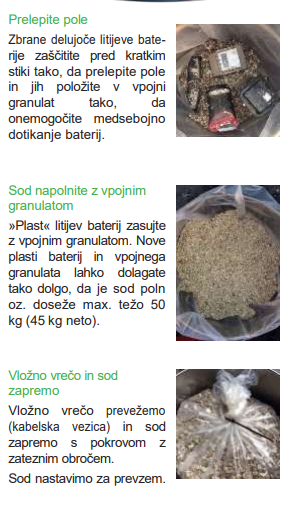 Prelepite pole
Zbrane delujoče litijeve bate-
rije zaščitite pred kratkim
stiki tako, da prelepite pole
in jih položite v vpojni
granulat tako, da
onemogočite medsebojno
dotikanje baterij.
Sod napolnite z vpojnim
granulatom
»Plast« litijev baterij zasujte
z vpojnim granulatom. Nove
plasti baterij in vpojnega
granulata lahko dolagate
tako dolgo, da je sod poln
oz. doseže max. težo 50
kg (45 kg neto).
Vložno vrečo in sod
zapremo
Vložno vrečo prevežemo
(kabelska vezica) in sod
zapremo s pokrovom z
zateznim obročem.
Sod nastavimo za prevzem.